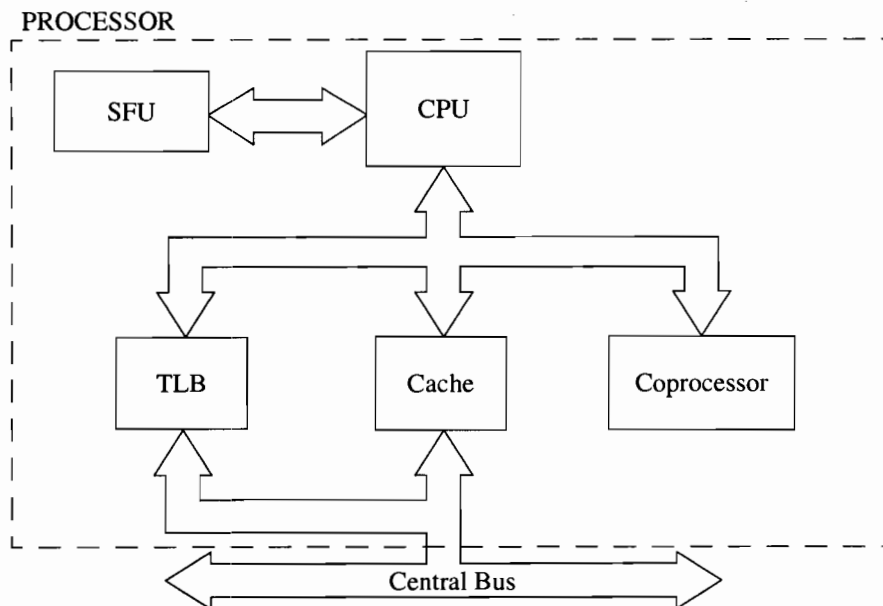 PROCESSOR
SFU
CPU
TLB
Cache
Coprocessor
Central Bus